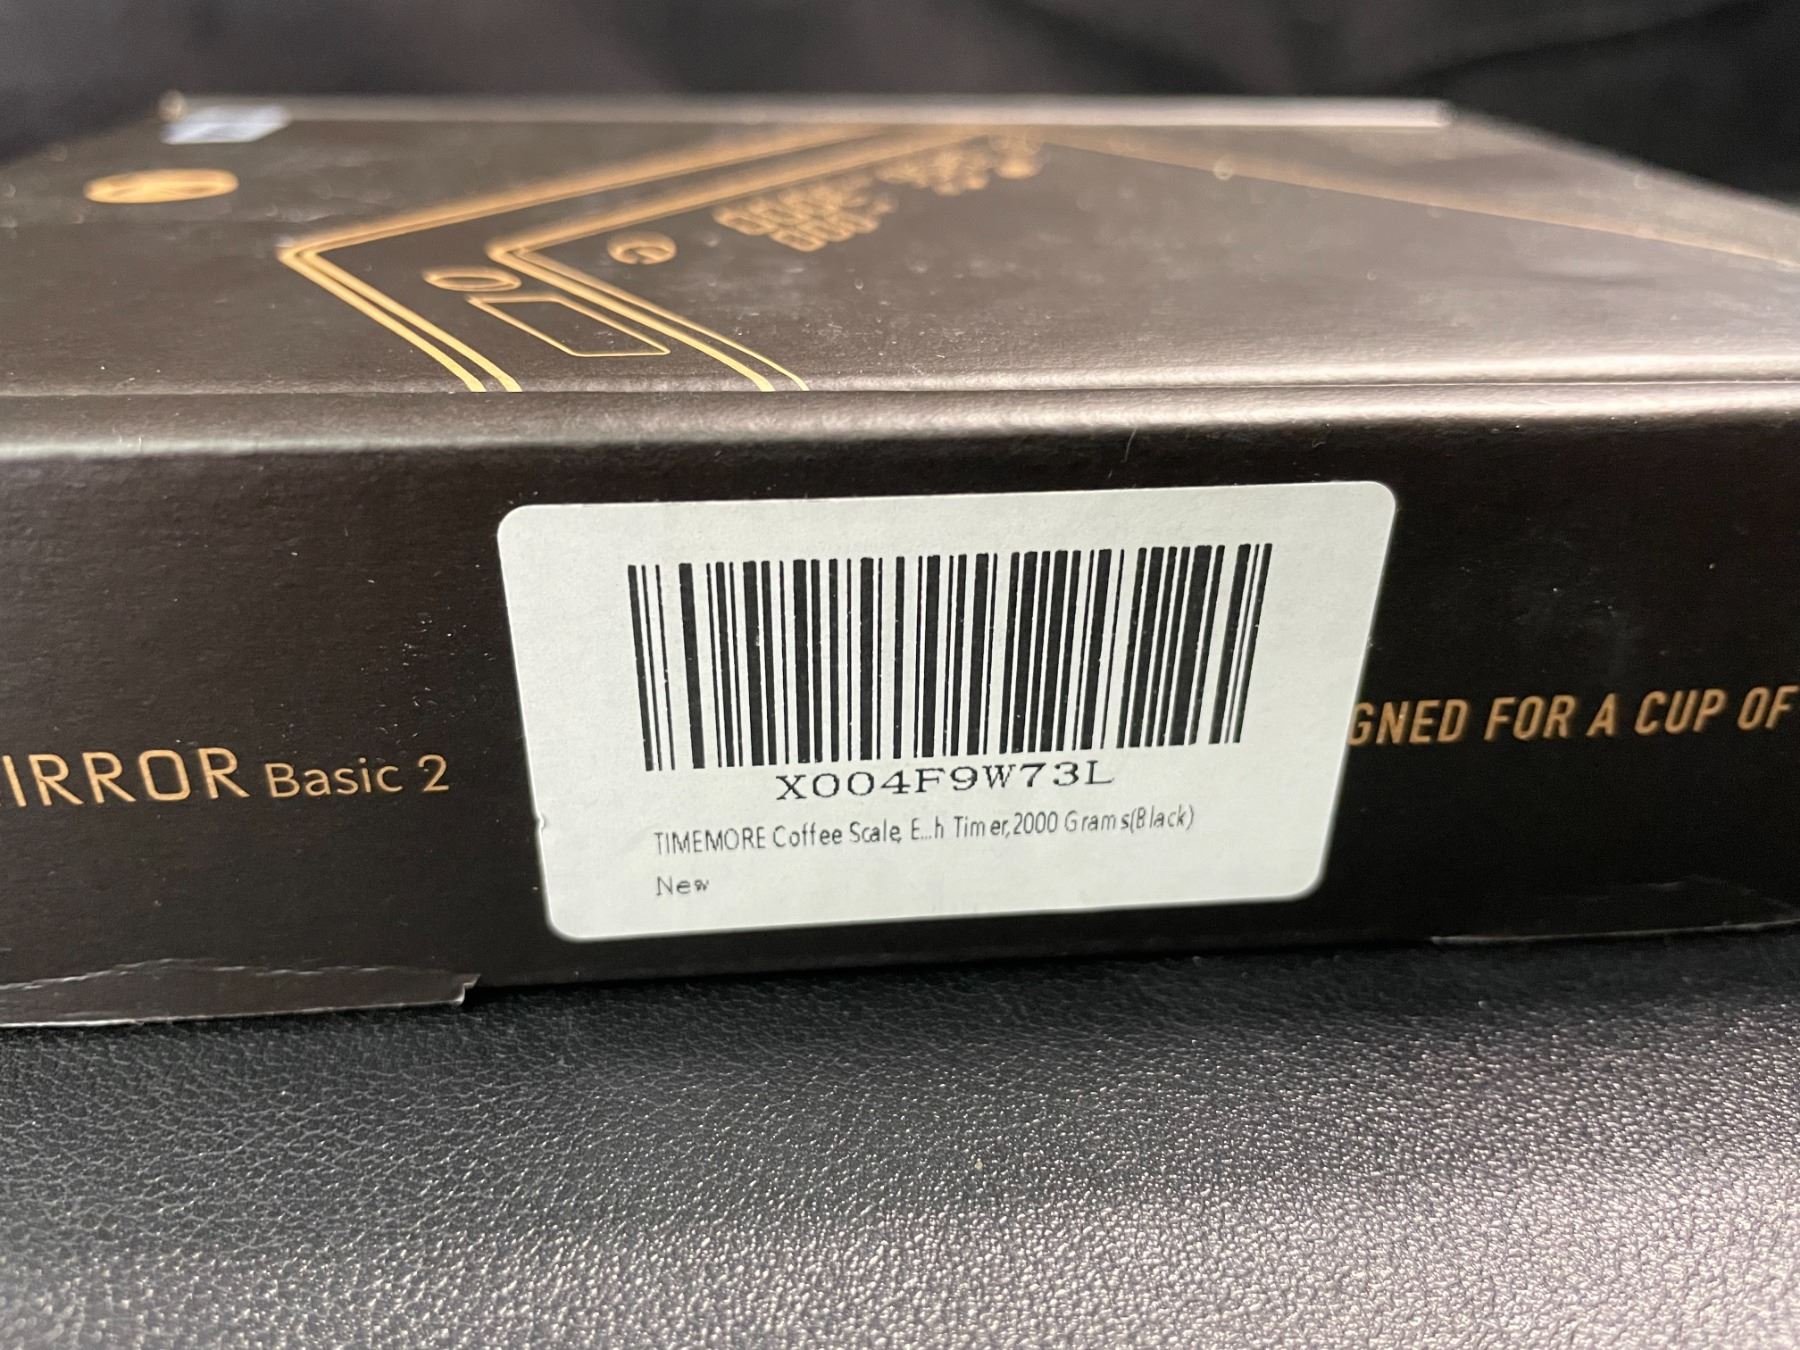 IRROR Basic 2
GNED FOR A CUP OF
X004F9W73L
TIMEMORE Coffee Scale, E...h Timer,2000 Grams(Black)
New